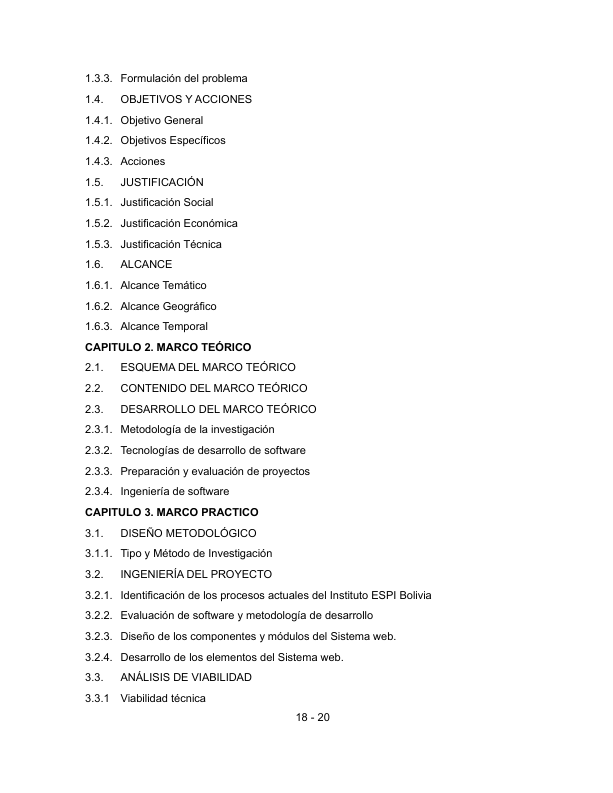 1.3.3. Formulación del problema
1.4. OBJETIVOS Y ACCIONES
1.4.1. Objetivo General
1.4.2. Objetivos Específicos
1.4.3. Acciones
1.5. JUSTIFICACIÓN
1.5.1. Justificación Social
1.5.2. Justificación Económica
1.5.3. Justificación Técnica
1.6. ALCANCE
1.6.1. Alcance Temático
1.6.2. Alcance Geográfico
1.6.3. Alcance Temporal
CAPITULO 2. MARCO TEÓRICO
2.1. ESQUEMA DEL MARCO TEÓRICO
2.2. CONTENIDO DEL MARCO TEÓRICO
2.3. DESARROLLO DEL MARCO TEÓRICO
2.3.1. Metodología de la investigación
2.3.2. Tecnologías de desarrollo de software
2.3.3. Preparación y evaluación de proyectos
2.3.4. Ingeniería de software
CAPITULO 3. MARCO PRACTICO
3.1. DISEÑO METODOLÓGICO
3.1.1. Tipo y Método de Investigación
3.2. INGENIERÍA DEL PROYECTO
3.2.1. Identificación de los procesos actuales del Instituto ESPI Bolivia
3.2.2. Evaluación de software y metodología de desarrollo
3.2.3. Diseño de los componentes y módulos del Sistema web.
3.2.4. Desarrollo de los elementos del Sistema web.
3.3. ANÁLISIS DE VIABILIDAD
3.3.1 Viabilidad técnica
18 - 20